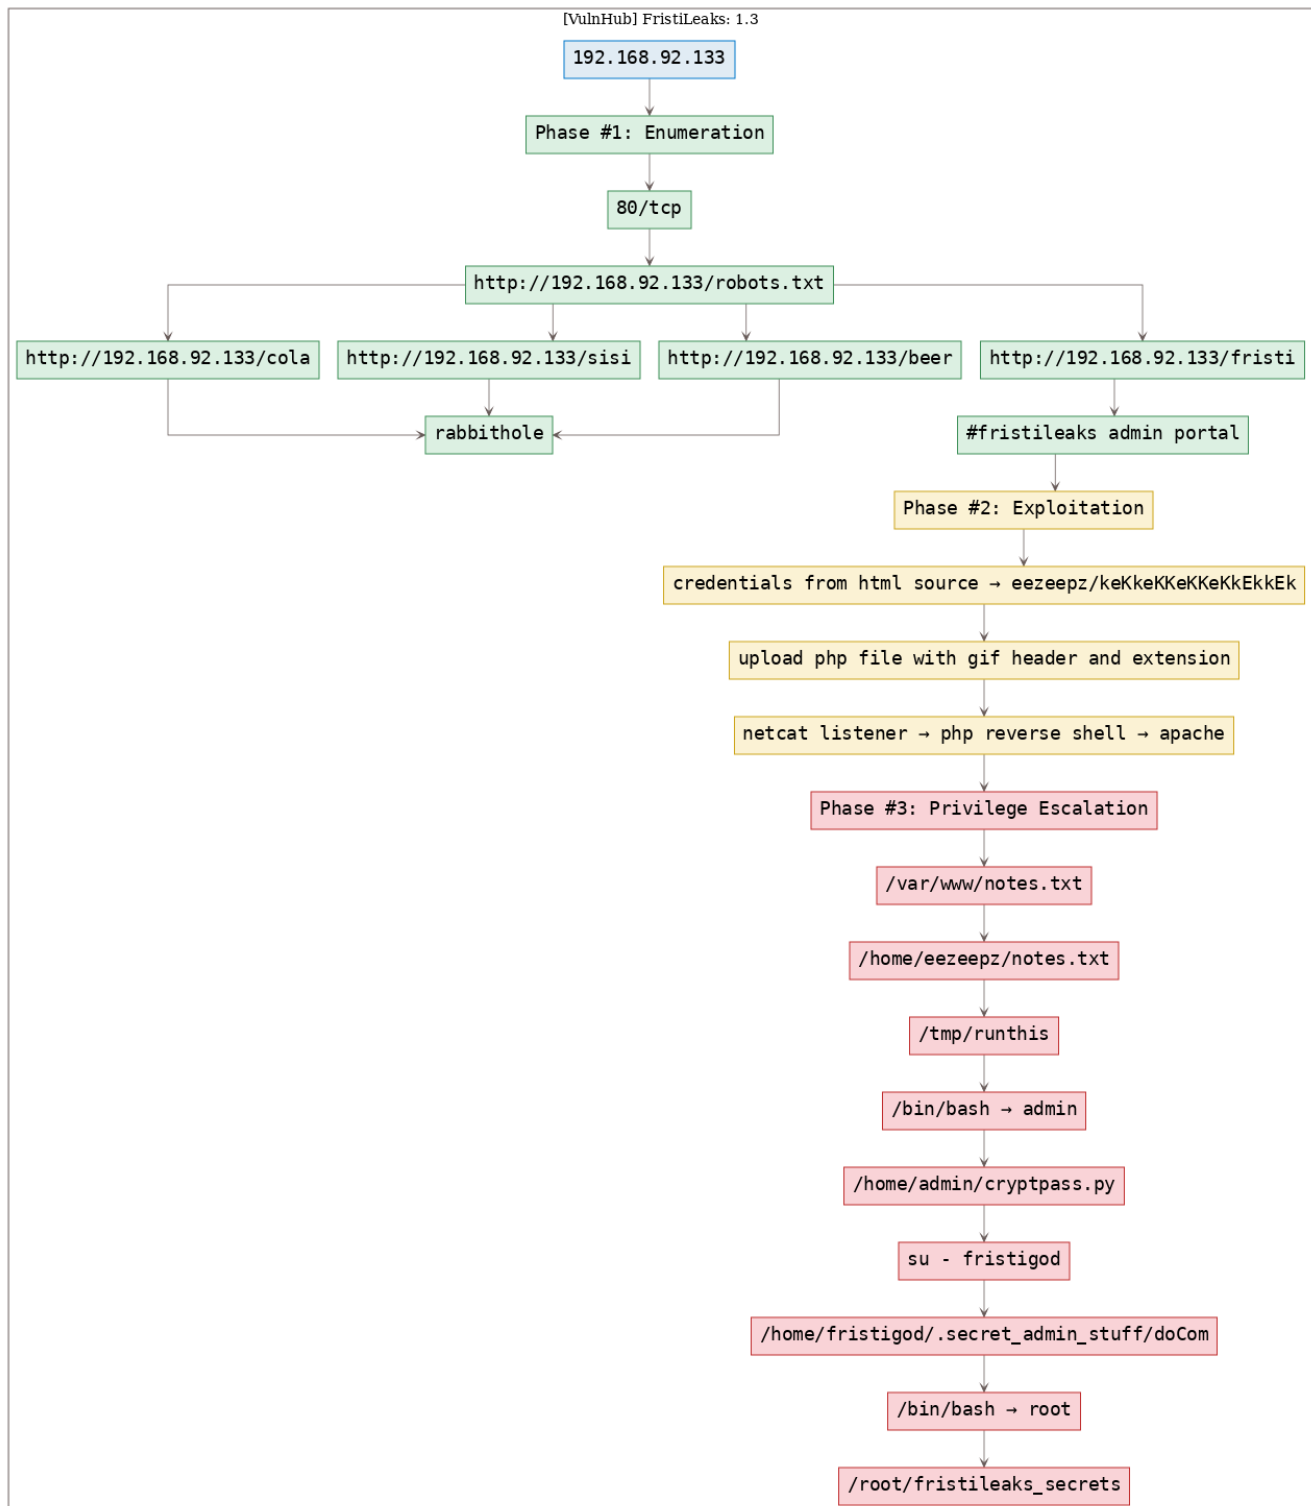 [VulnHub] FristiLeaks: 1.3
192.168.92.133
Phase #1: Enumeration
80/tcp
http://192.168.92.133/robots.txt
http://192.168.92.133/cola
http://192.168.92.133/sisi
http://192.168.92.133/beer
http://192.168.92.133/fristi
rabbithole
#fristileaks admin portal
Phase #2: Exploitation
credentials from html source → eezeepz/keKkeKKeKKeKkEkkEk
upload php file with gif header and extension
netcat listener → php reverse shell → apache
Phase #3: Privilege Escalation
/var/www/notes.txt
/home/eezeepz/notes.txt
/tmp/runthis
/bin/bash → admin
/home/admin/cryptpass.py
su - fristigod
/home/fristigod/.secret_admin_stuff/doCom
/bin/bash → root
/root/fristileaks_secrets